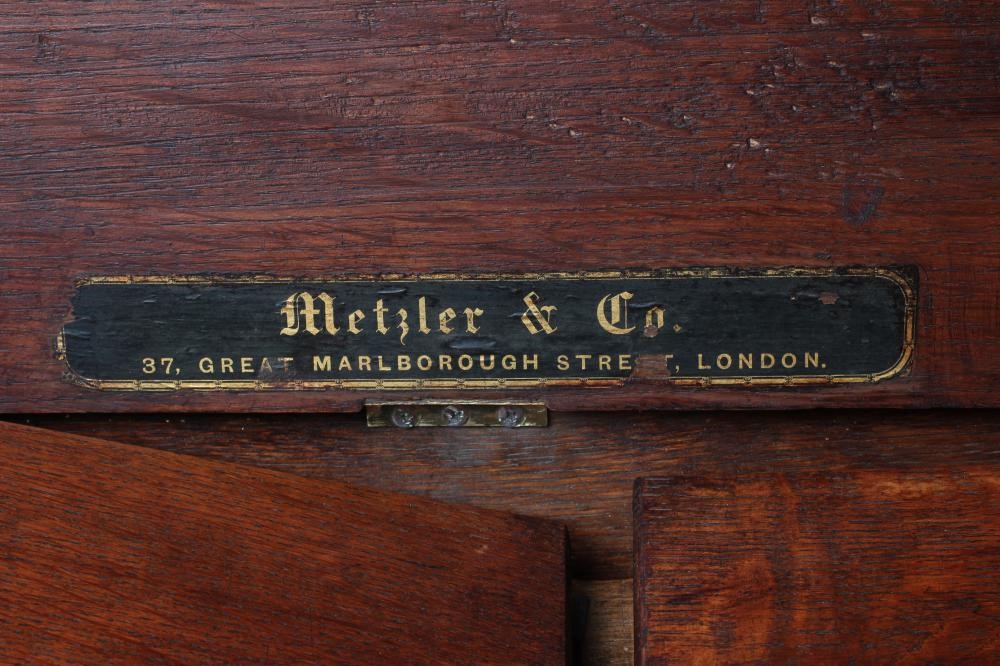 Metzler & Co.
37, GREAT MARLBOROUGH STREET, LONDON.